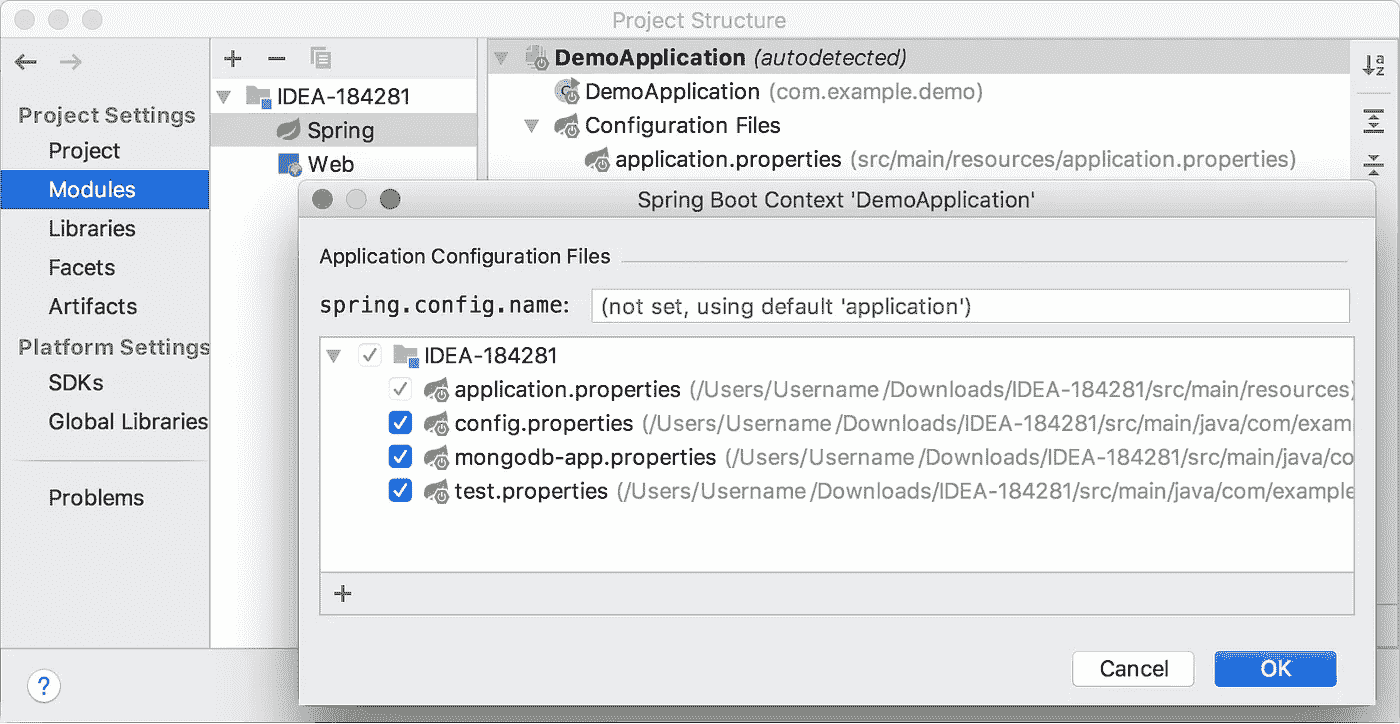 Project Structure
Project Settings
Project
Modules
Libraries
Facets
Artifacts
Platform Settings
SDKs
Global Libraries
Problems
?
IDEA-184281
Spring
Web
DemoApplication (autodetected)
DemoApplication (com.example.demo)
Configuration Files
application.properties (src/main/resources/application.properties)
a
z
Spring Boot Context 'DemoApplication'
Application Configuration Files
spring.config.name: (not set, using default 'application')
IDEA-184281
application.properties (/Users/Username/Downloads/IDEA-184281/src/main/resources)
config.properties (/Users/Username/Downloads/IDEA-184281/src/main/java/com/exam
mongodb-app.properties (/Users/Username/Downloads/IDEA-184281/src/main/java/co
test.properties (/Users/Username/Downloads/IDEA-184281/src/main/java/com/example
Cancel
OK